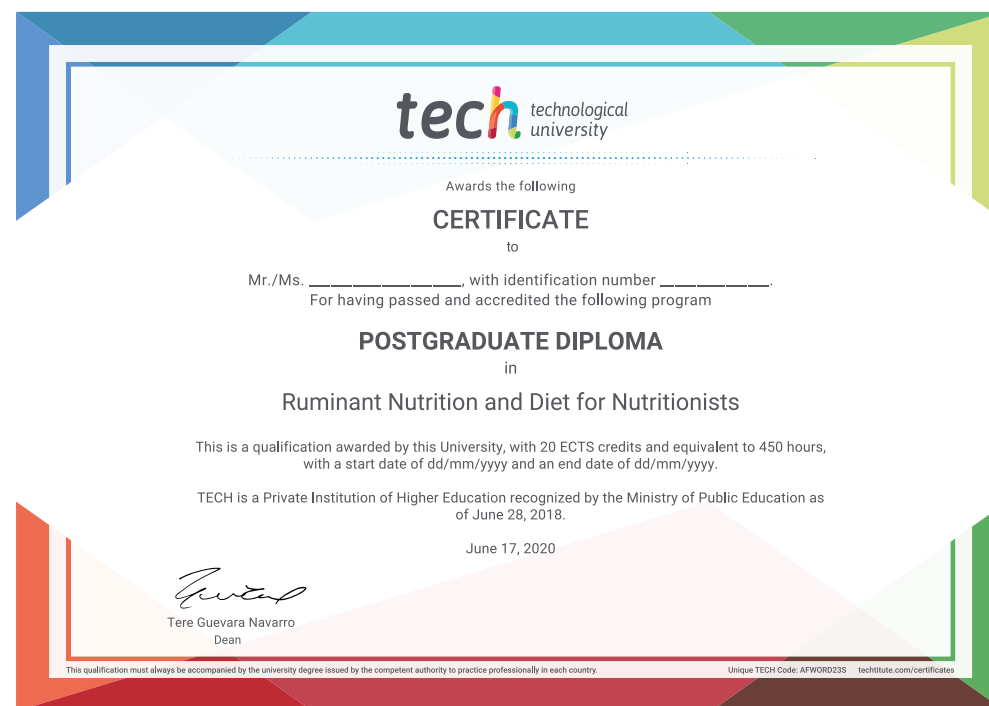 tech technological
university
Awards the following
CERTIFICATE
to
Mr./Ms. __________________, with identification number _____________.
For having passed and accredited the following program
POSTGRADUATE DIPLOMA
in
Ruminant Nutrition and Diet for Nutritionists
This is a qualification awarded by this University, with 20 ECTS credits and equivalent to 450 hours,
with a start date of dd/mm/yyyy and an end date of dd/mm/yyyy.
TECH is a Private Institution of Higher Education recognized by the Ministry of Public Education as
of June 28, 2018.
June 17, 2020
Tere Guevara Navarro
Dean
This qualification must always be accompanied by the university degree issued by the competent authority to practice professionally in each country.
Unique TECH Code: AFWORD23S techtitute.com/certificates